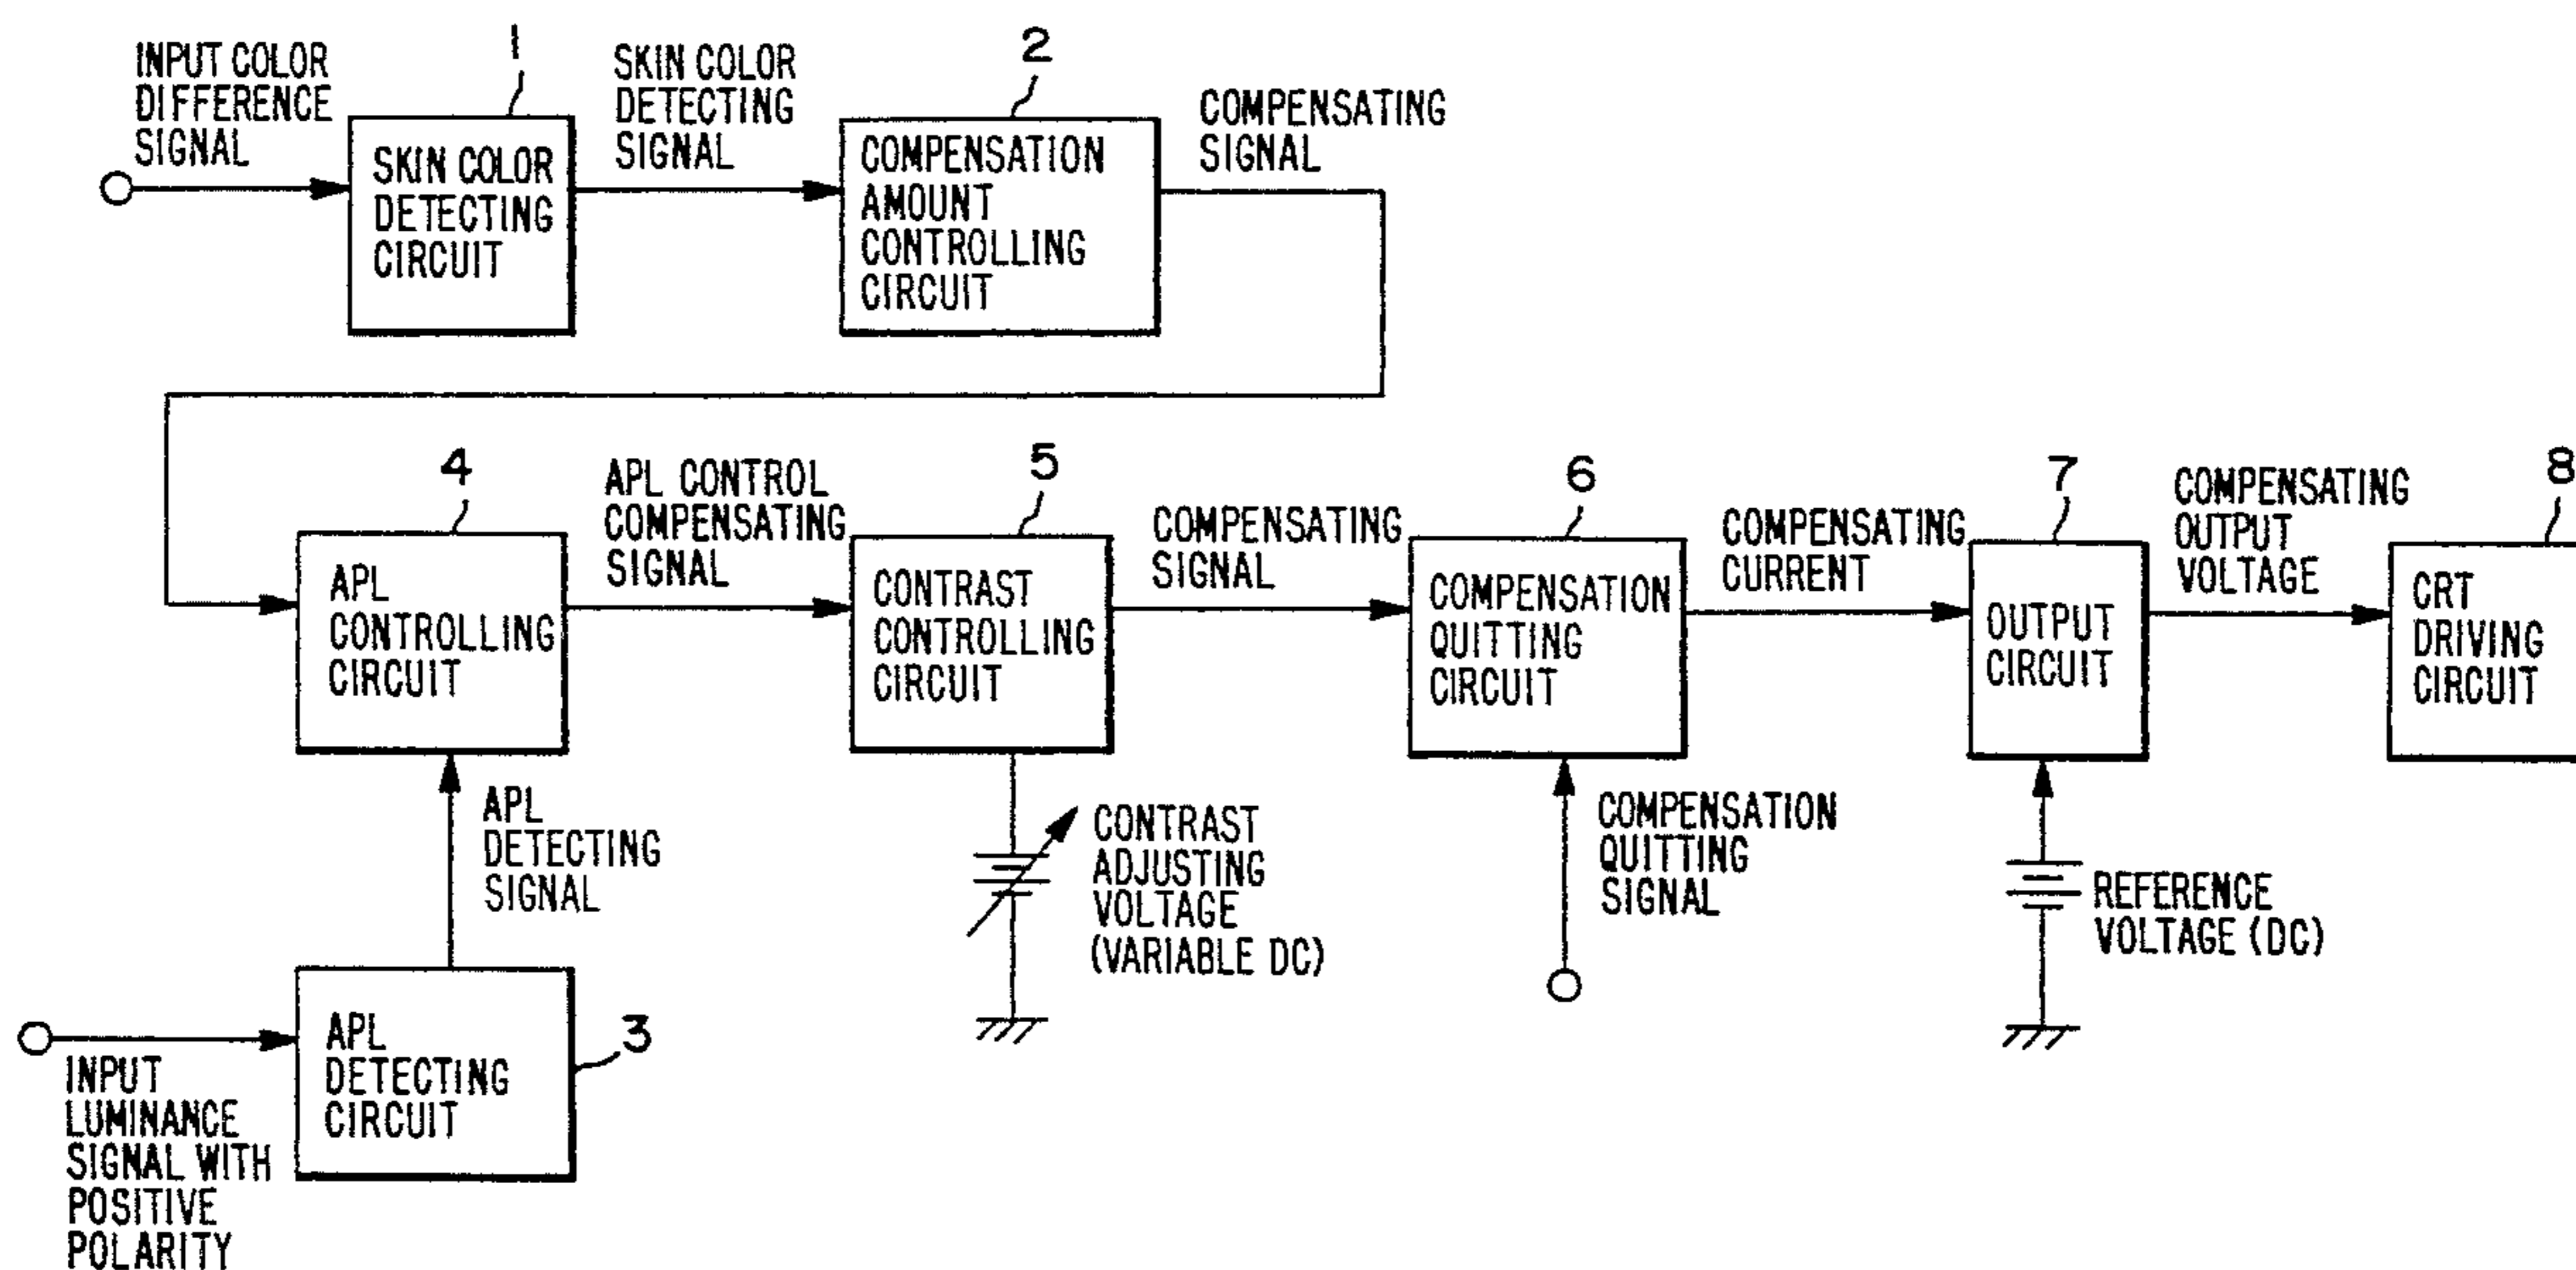 1
INPUT COLOR
DIFFERENCE
SIGNAL
SKIN COLOR
DETECTING
CIRCUIT
SKIN COLOR
DETECTING
SIGNAL
2
COMPENSATION
AMOUNT
CONTROLLING
CIRCUIT
COMPENSATING
SIGNAL
4
APL
CONTROLLING
CIRCUIT
APL CONTROL
COMPENSATING
SIGNAL
5
CONTRAST
CONTROLLING
CIRCUIT
COMPENSATING
SIGNAL
6
COMPENSATION
QUITTING
CIRCUIT
COMPENSATING
CURRENT
7
OUTPUT
CIRCUIT
COMPENSATING
OUTPUT
VOLTAGE
8
CRT
DRIVING
CIRCUIT
APL
DETECTING
SIGNAL
CONTRAST
ADJUSTING
VOLTAGE
(VARIABLE DC)
COMPENSATION
QUITTING
SIGNAL
REFERENCE
VOLTAGE (DC)
3
APL
DETECTING
CIRCUIT
INPUT
LUMINANCE
SIGNAL WITH
POSITIVE
POLARITY